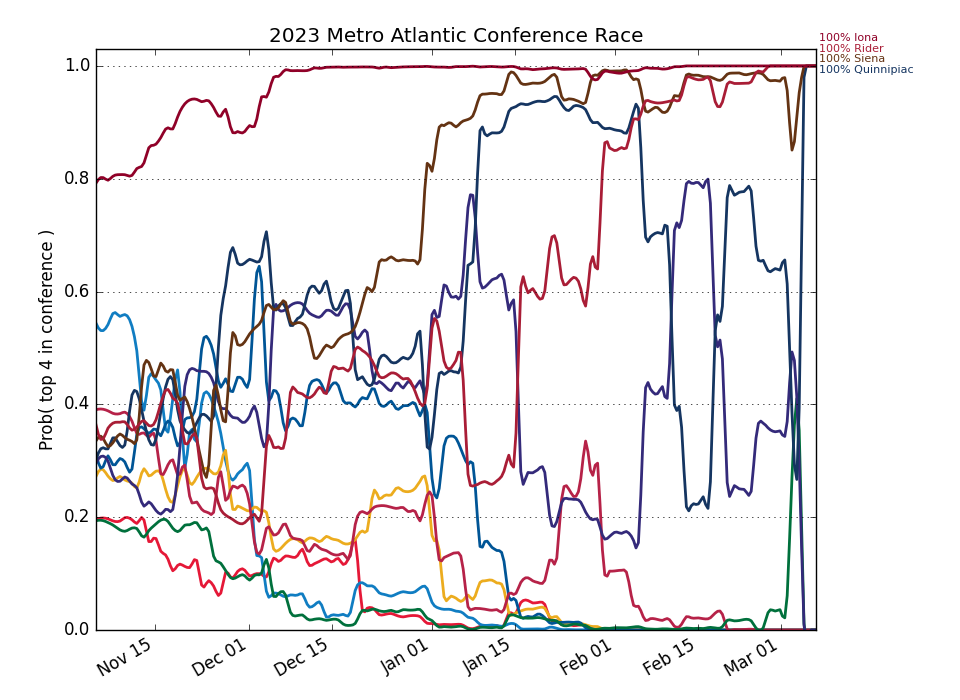 2023 Metro Atlantic Conference Race
100% Iona
100% Rider
100% Siena
100% Quinnipiac
Prob( top 4 in conference )
1.0
0.8
0.6
0.4
0.2
0.0
Nov 15
Dec 01
Dec 15
Jan 01
Jan 15
Feb 01
Feb 15
Mar 01